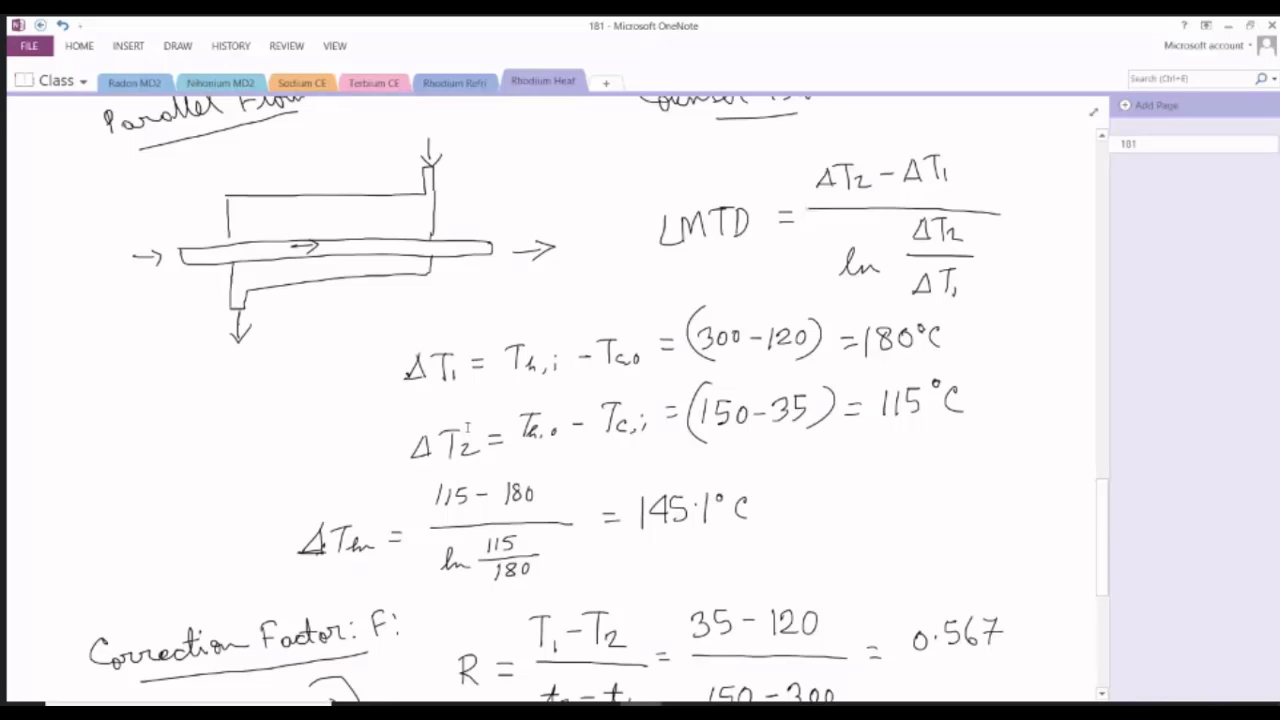 181 - Microsoft OneNote
FILE HOME INSERT DRAW HISTORY REVIEW VIEW
Microsoft account
Class Radon MD2 Nihonium MD2 Sodium CE Terbium CE Rhodium Refri Rhodium Heat
Search (Ctrl+E)
Add Page
181
Parallel Flow
LMTD = (ΔT2 - ΔT1) / (ln ΔT2/ΔT1)
ΔT1 = Th,i - Tc,o = (300 - 120) = 180°C
ΔT2 = Th,o - Tc,i = (150 - 35) = 115°C
ΔTln = (115 - 180) / (ln 115/180) = 145.1°C
Correction Factor: F:
R = (T1 - T2) / (t2 - t1) = (35 - 120) / (150 - 300) = 0.567